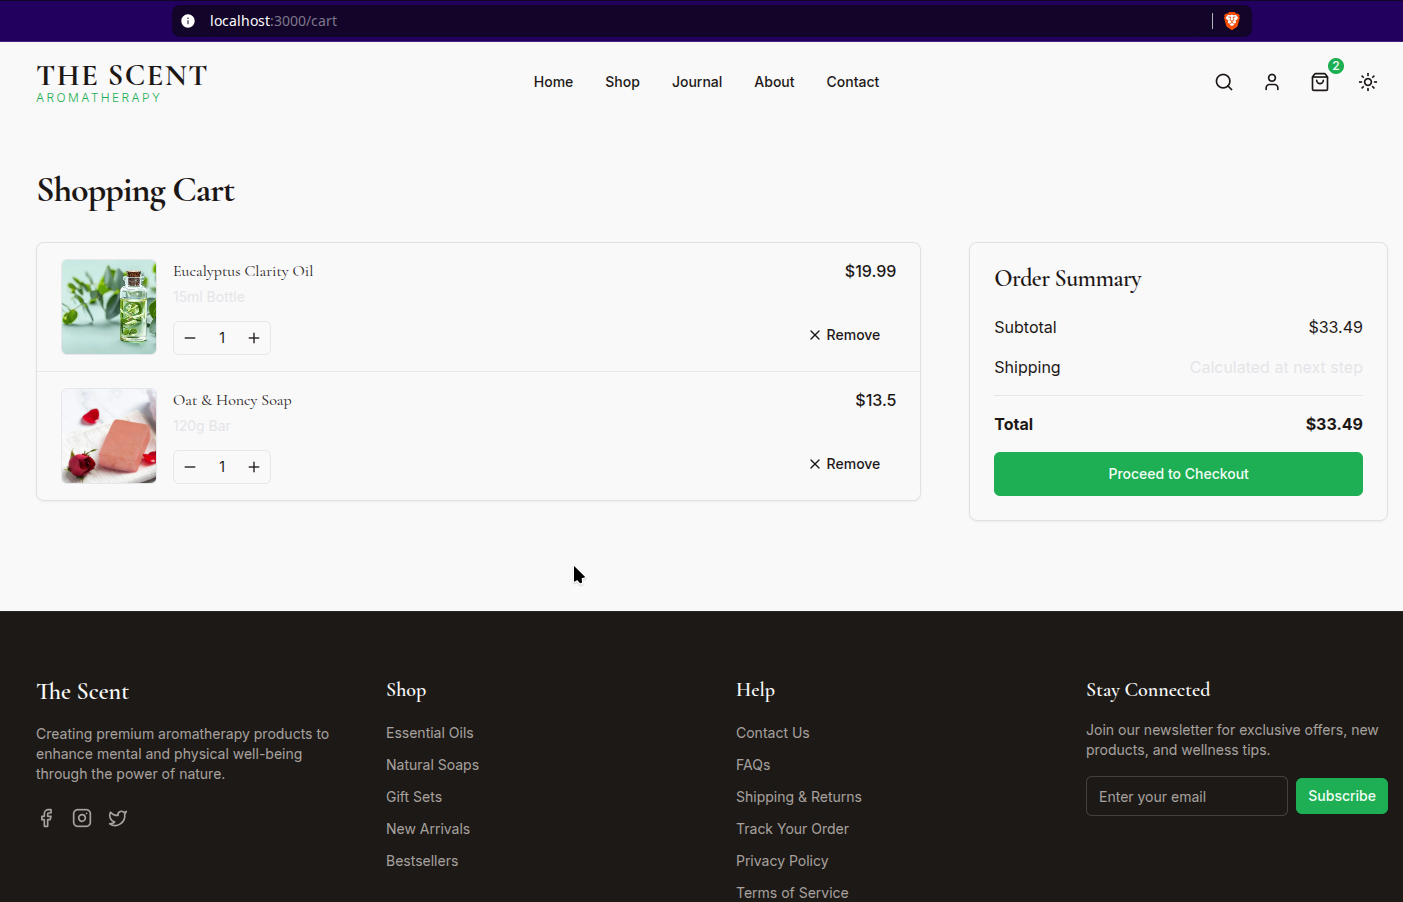 localhost:3000/cart
THE SCENT
AROMATHERAPY
Home Shop Journal About Contact
2
Shopping Cart
Eucalyptus Clarity Oil $19.99
15ml Bottle
1
Remove
Oat & Honey Soap $13.5
120g Bar
1
Remove
Order Summary
Subtotal $33.49
Shipping Calculated at next step
Total $33.49
Proceed to Checkout
The Scent
Creating premium aromatherapy products to
enhance mental and physical well-being
through the power of nature.
Shop
Essential Oils
Natural Soaps
Gift Sets
New Arrivals
Bestsellers
Help
Contact Us
FAQs
Shipping & Returns
Track Your Order
Privacy Policy
Terms of Service
Stay Connected
Join our newsletter for exclusive offers, new
products, and wellness tips.
Enter your email Subscribe